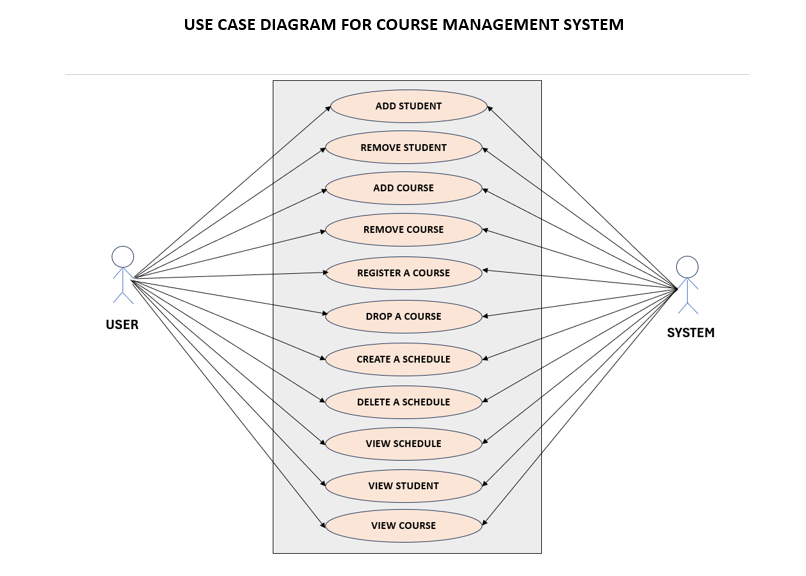 USE CASE DIAGRAM FOR COURSE MANAGEMENT SYSTEM
ADD STUDENT
REMOVE STUDENT
ADD COURSE
REMOVE COURSE
REGISTER A COURSE
DROP A COURSE
CREATE A SCHEDULE
DELETE A SCHEDULE
VIEW SCHEDULE
VIEW STUDENT
VIEW COURSE
USER
SYSTEM